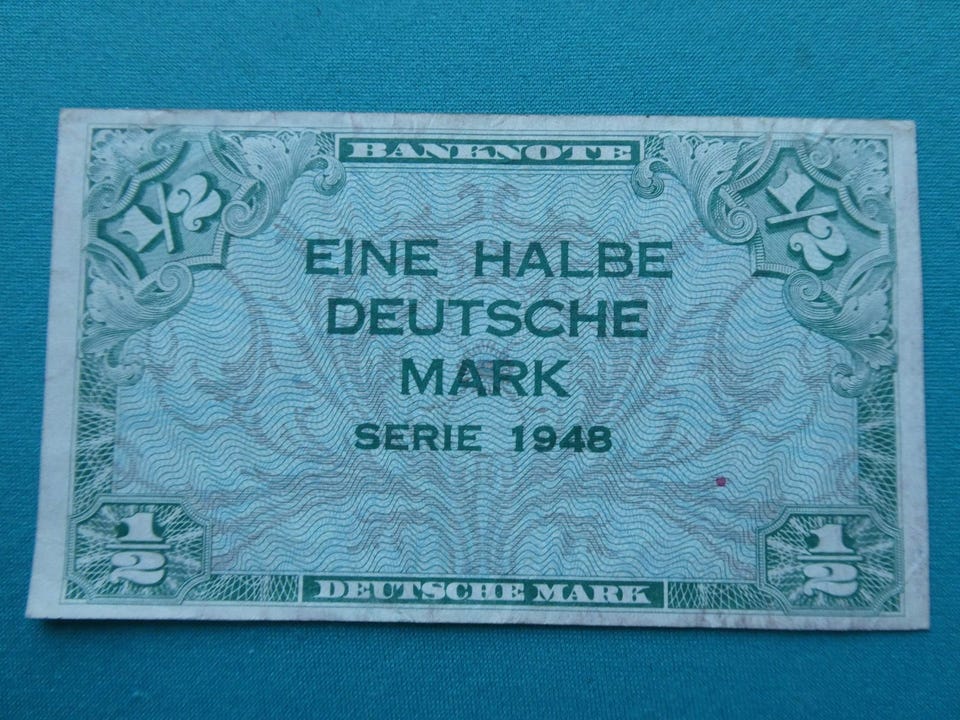 BANKNOTE
1/2
1/2
EINE HALBE
DEUTSCHE
MARK
SERIE 1948
1/2
1/2
DEUTSCHE MARK